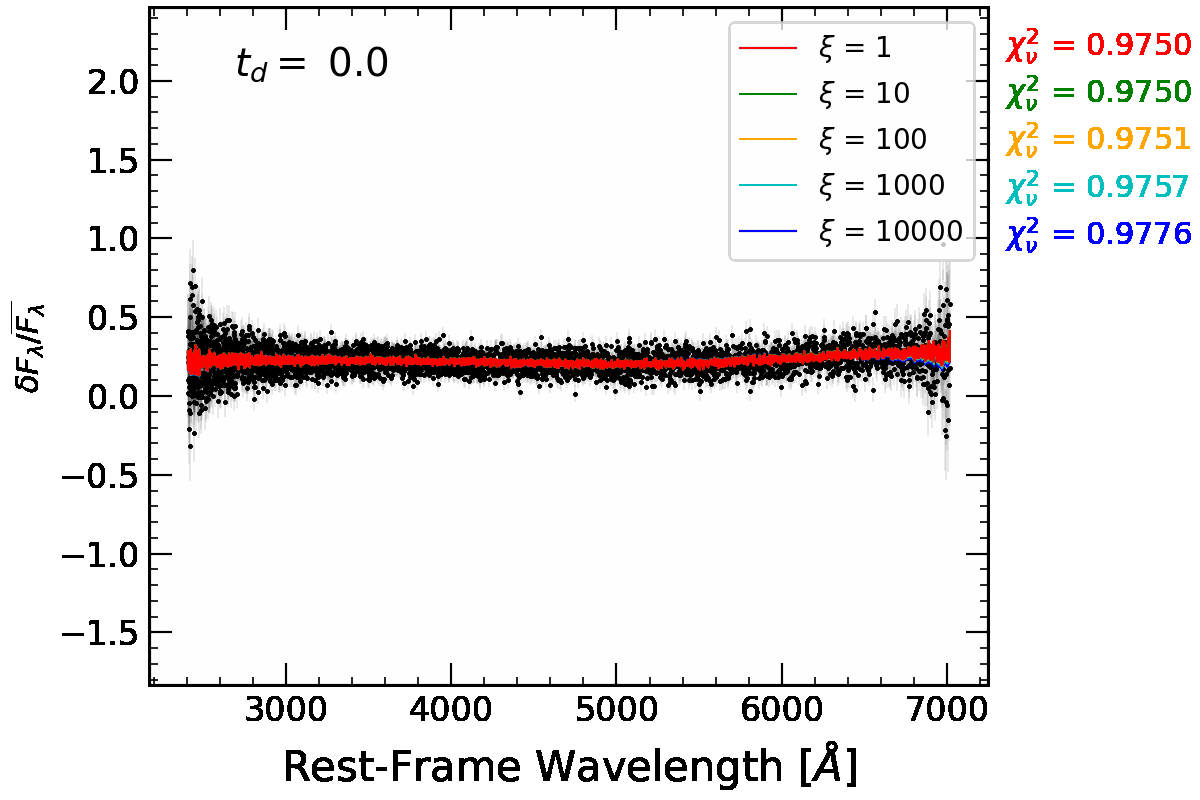 t_d = 0.0
ξ = 1
ξ = 10
ξ = 100
ξ = 1000
ξ = 10000
χ²_ν = 0.9750
χ²_ν = 0.9750
χ²_ν = 0.9751
χ²_ν = 0.9757
χ²_ν = 0.9776
2.0
1.5
1.0
0.5
0.0
−0.5
−1.0
−1.5
δF_λ/F̅_λ
3000 4000 5000 6000 7000
Rest-Frame Wavelength [Å]